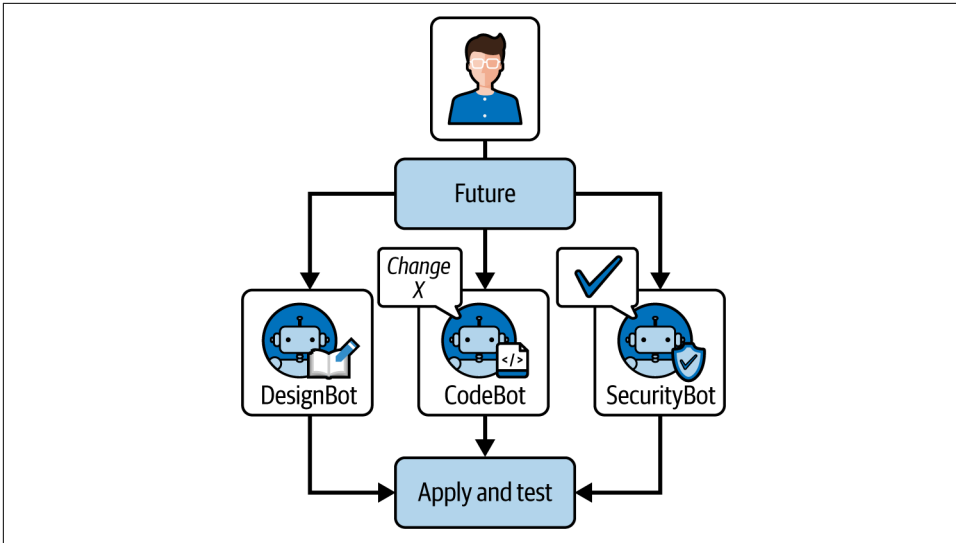 Future
Change
X
</>
DesignBot
CodeBot
SecurityBot
Apply and test